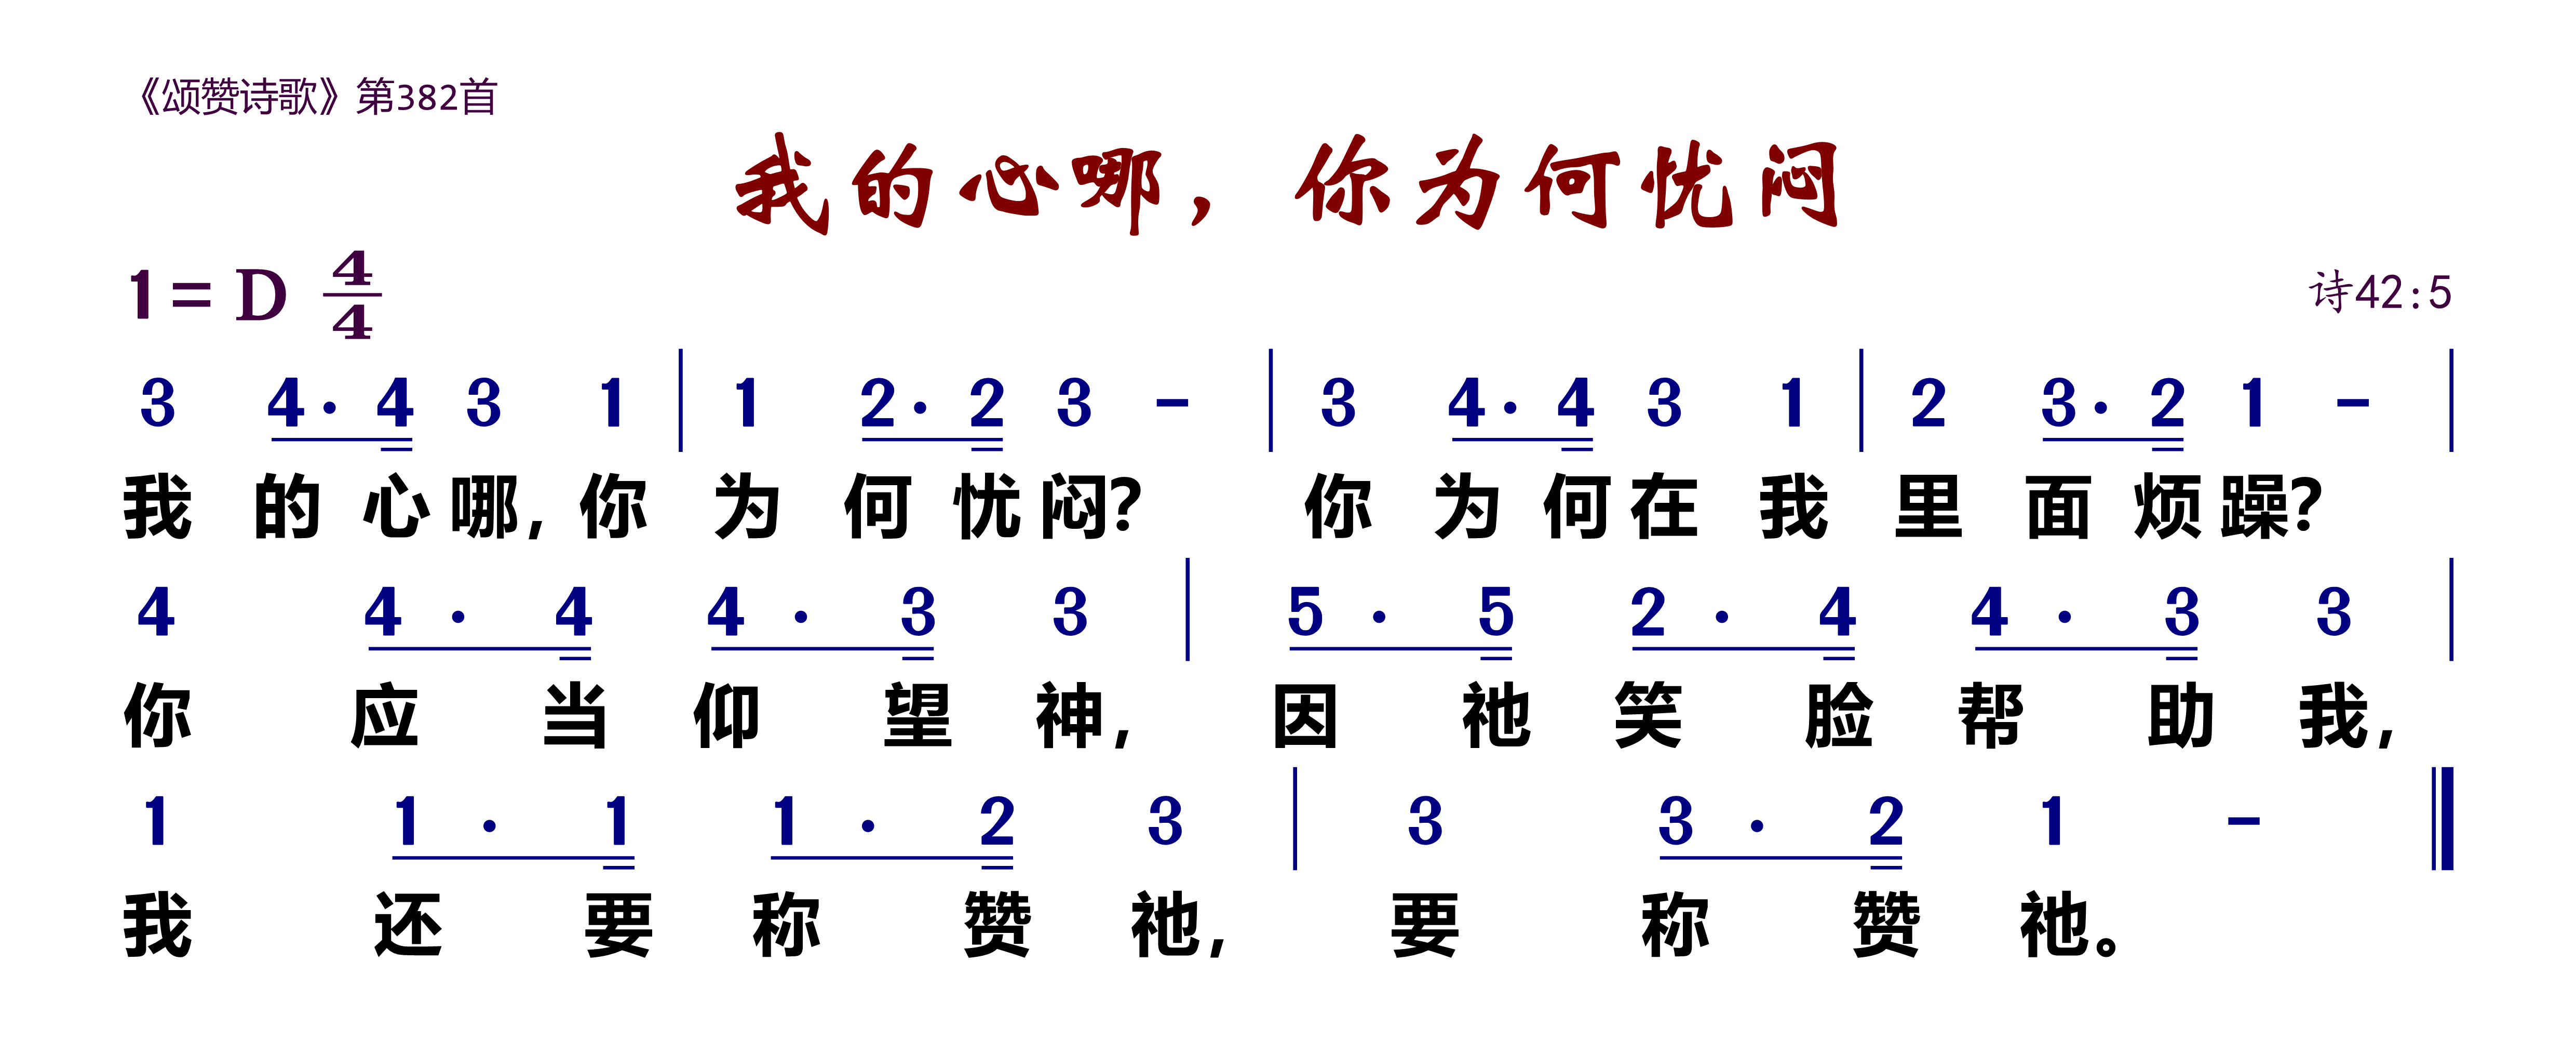 《颂赞诗歌》第382首
我的心哪，你为何忧闷
1= D 4/4
诗42:5
3 4· 4 3 1 | 1 2· 2 3 - | 3 4· 4 3 1 | 2 3· 2 1 - |
我的心哪，你为何忧闷？你为何在我里面烦躁？
4 4· 4 4· 3 3 | 5· 5 2· 4 4· 3 3 |
你应当仰望神，因祂笑脸帮助我，
1 1· 1 1· 2 3 | 3 3· 2 1 - ‖
我还要称赞祂，要称赞祂。